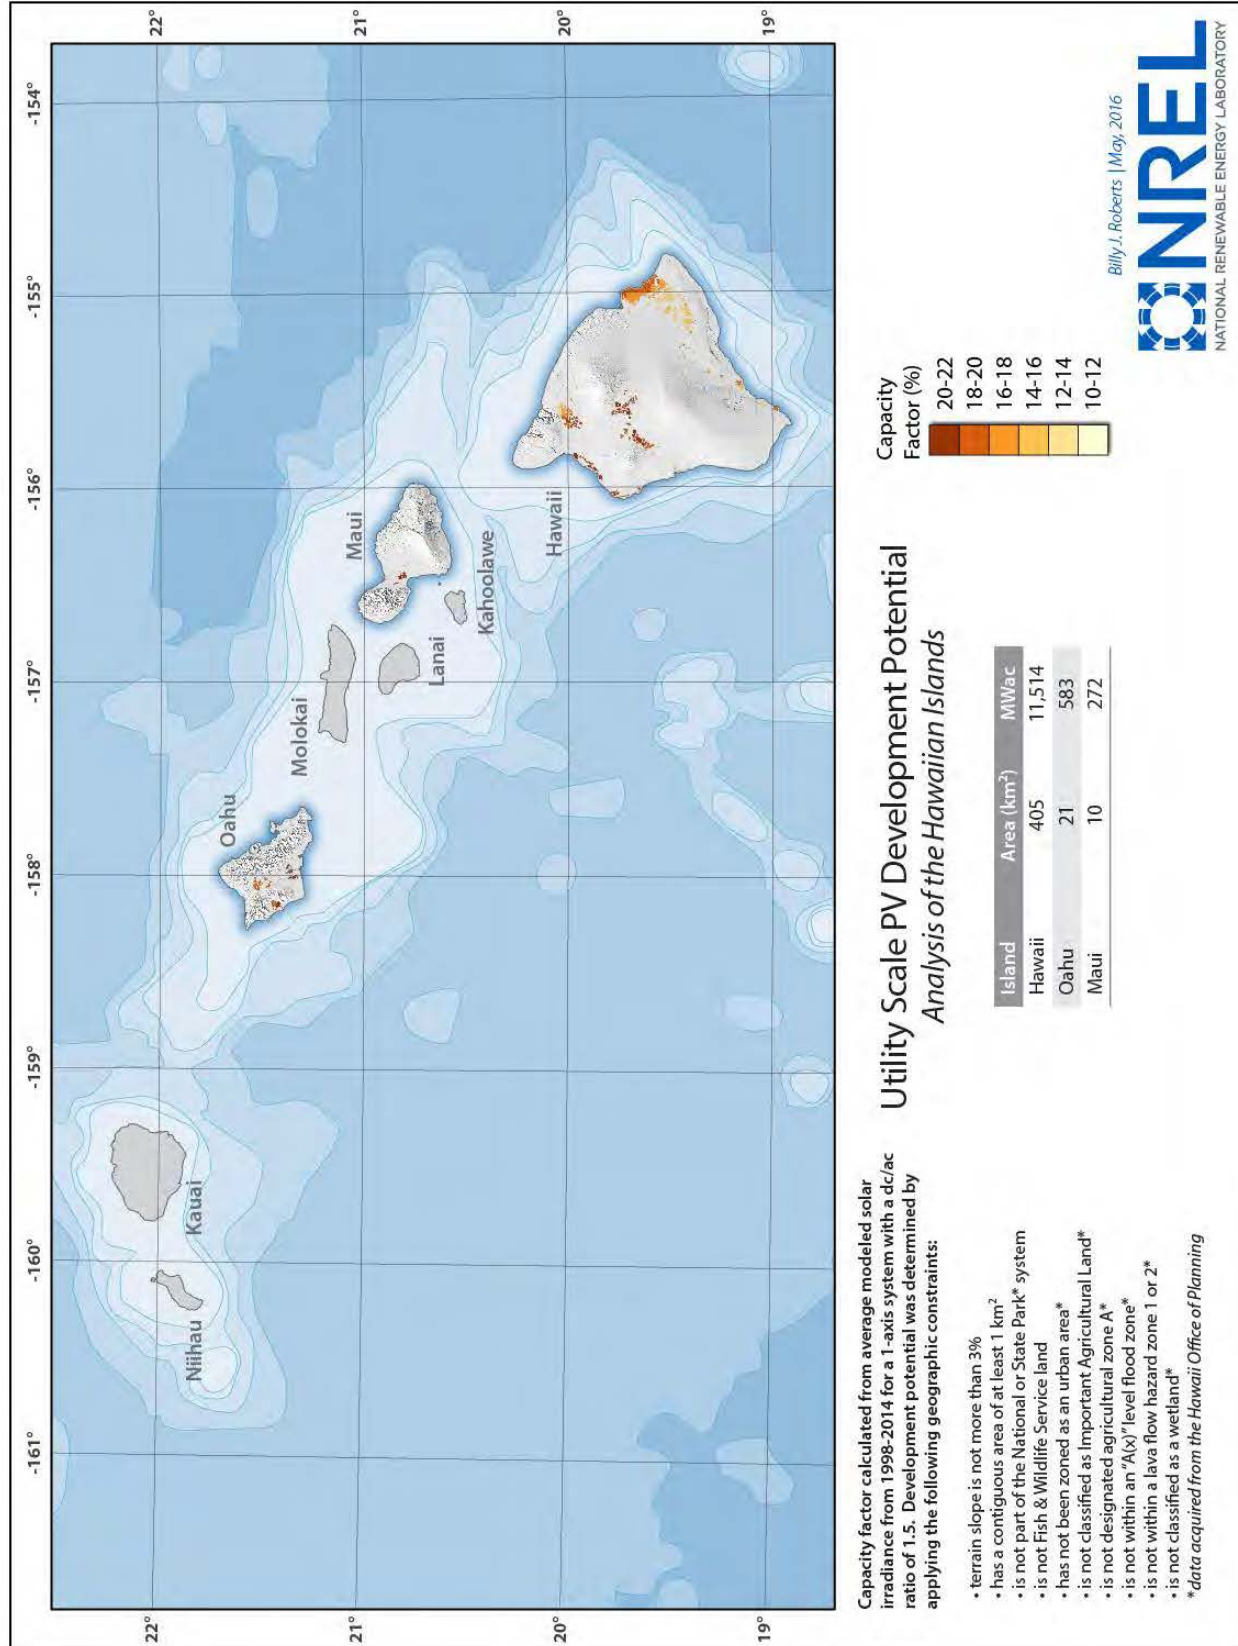 -161°
-160°
-159°
-158°
-157°
-156°
-155°
-154°
22°
22°
21°
21°
20°
20°
19°
19°
Niihau
Kauai
Oahu
Molokai
Lanai
Maui
Kahoolawe
Hawaii
Capacity factor calculated from average modeled solar
irradiance from 1998-2014 for a 1-axis system with a dc/ac
ratio of 1.5. Development potential was determined by
applying the following geographic constraints:
• terrain slope is not more than 3%
• has a contiguous area of at least 1 km²
• is not part of the National or State Park* system
• is not Fish & Wildlife Service land
• has not been zoned as an urban area*
• is not classified as Important Agricultural Land*
• is not designated agricultural zone A*
• is not within an "A(x)" level flood zone*
• is not within a lava flow hazard zone 1 or 2*
• is not classified as a wetland*
*data acquired from the Hawaii Office of Planning
Utility Scale PV Development Potential
Analysis of the Hawaiian Islands
Island Area (km²) MWac
Hawaii 405 11,514
Oahu 21 583
Maui 10 272
Capacity
Factor (%)
20-22
18-20
16-18
14-16
12-14
10-12
Billy J. Roberts | May, 2016
NREL
NATIONAL RENEWABLE ENERGY LABORATORY